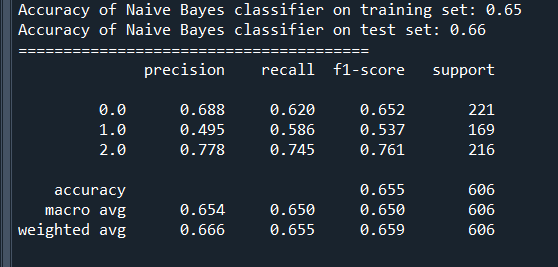 Accuracy of Naive Bayes classifier on training set: 0.65
Accuracy of Naive Bayes classifier on test set: 0.66
=======================================
precision recall f1-score support
0.0 0.688 0.620 0.652 221
1.0 0.495 0.586 0.537 169
2.0 0.778 0.745 0.761 216
accuracy 0.655 606
macro avg 0.654 0.650 0.650 606
weighted avg 0.666 0.655 0.659 606